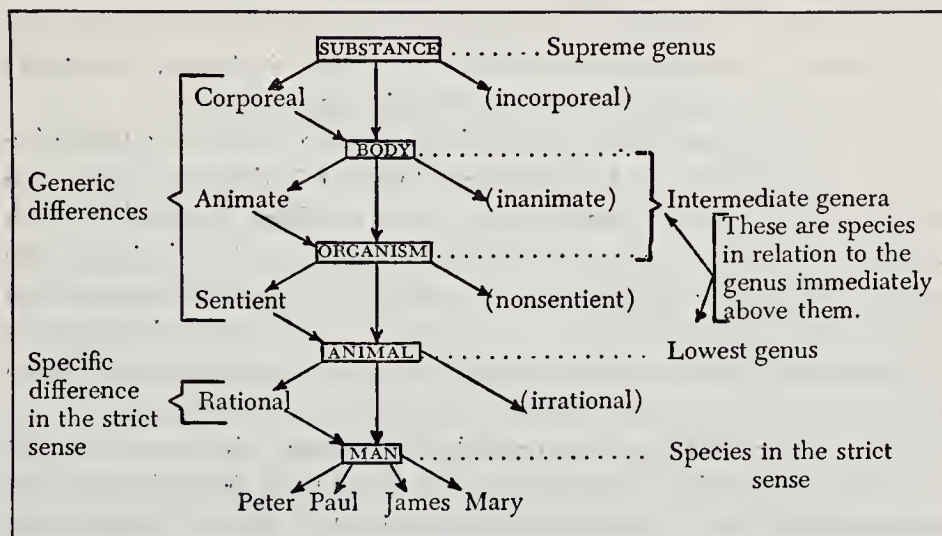 SUBSTANCE ....... Supreme genus
Corporeal (incorporeal)
BODY
Generic
differences
Animate (inanimate)
Intermediate genera
These are species
in relation to the
genus immediately
above them.
ORGANISM
Sentient (nonsentient)
ANIMAL Lowest genus
Specific
difference
in the strict
sense
Rational (irrational)
MAN Species in the strict
sense
Peter Paul James Mary